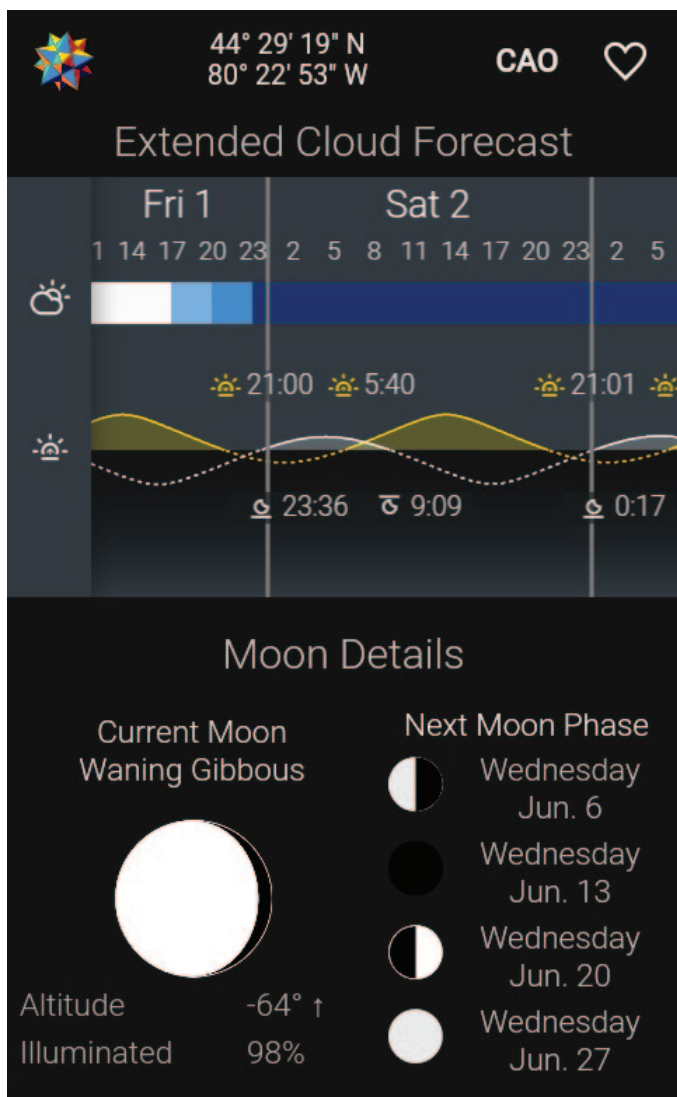 44° 29' 19" N
80° 22' 53" W
CAO
Extended Cloud Forecast
Fri 1 Sat 2
1 14 17 20 23 2 5 8 11 14 17 20 23 2 5
21:00 5:40 21:01
23:36 9:09 0:17
Moon Details
Current Moon
Waning Gibbous
Altitude -64° ↑
Illuminated 98%
Next Moon Phase
Wednesday
Jun. 6
Wednesday
Jun. 13
Wednesday
Jun. 20
Wednesday
Jun. 27